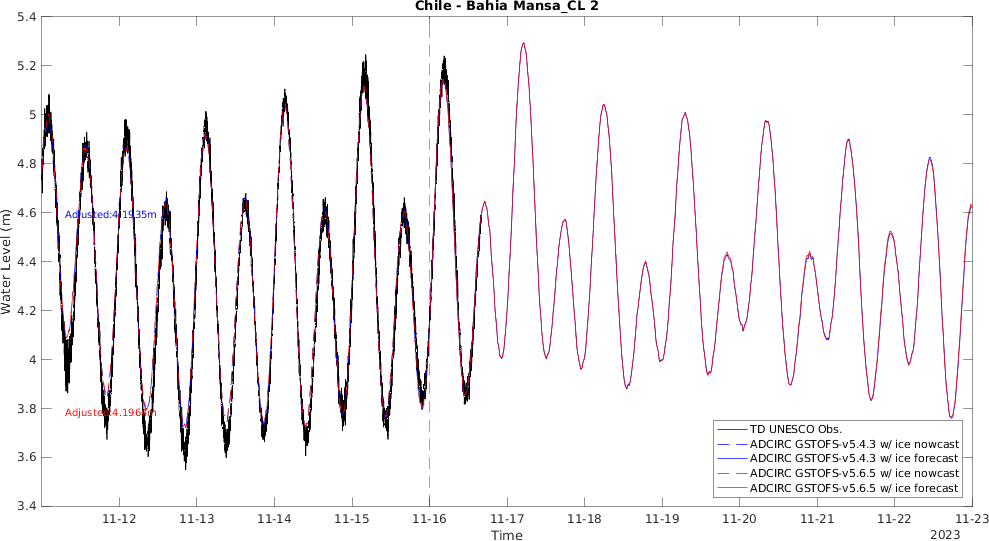 Chile - Bahia Mansa_CL 2
5.4
5.2
5
4.8
4.6
4.4
4.2
4
3.8
3.6
3.4
Water Level (m)
Adjusted:4.1935m
Adjusted:4.1968m
TD UNESCO Obs.
ADCIRC GSTOFS-v5.4.3 w/ ice nowcast
ADCIRC GSTOFS-v5.4.3 w/ ice forecast
ADCIRC GSTOFS-v5.6.5 w/ ice nowcast
ADCIRC GSTOFS-v5.6.5 w/ ice forecast
11-12 11-13 11-14 11-15 11-16 11-17 11-18 11-19 11-20 11-21 11-22 11-23
Time
2023